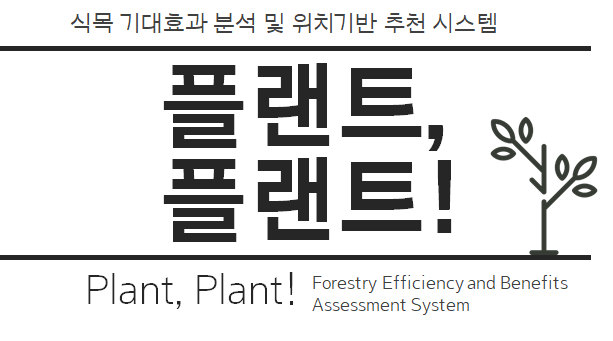 식목 기대효과 분석 및 위치기반 추천 시스템
플랜트,
플랜트!
Plant, Plant!
Forestry Efficiency and Benefits
Assessment System